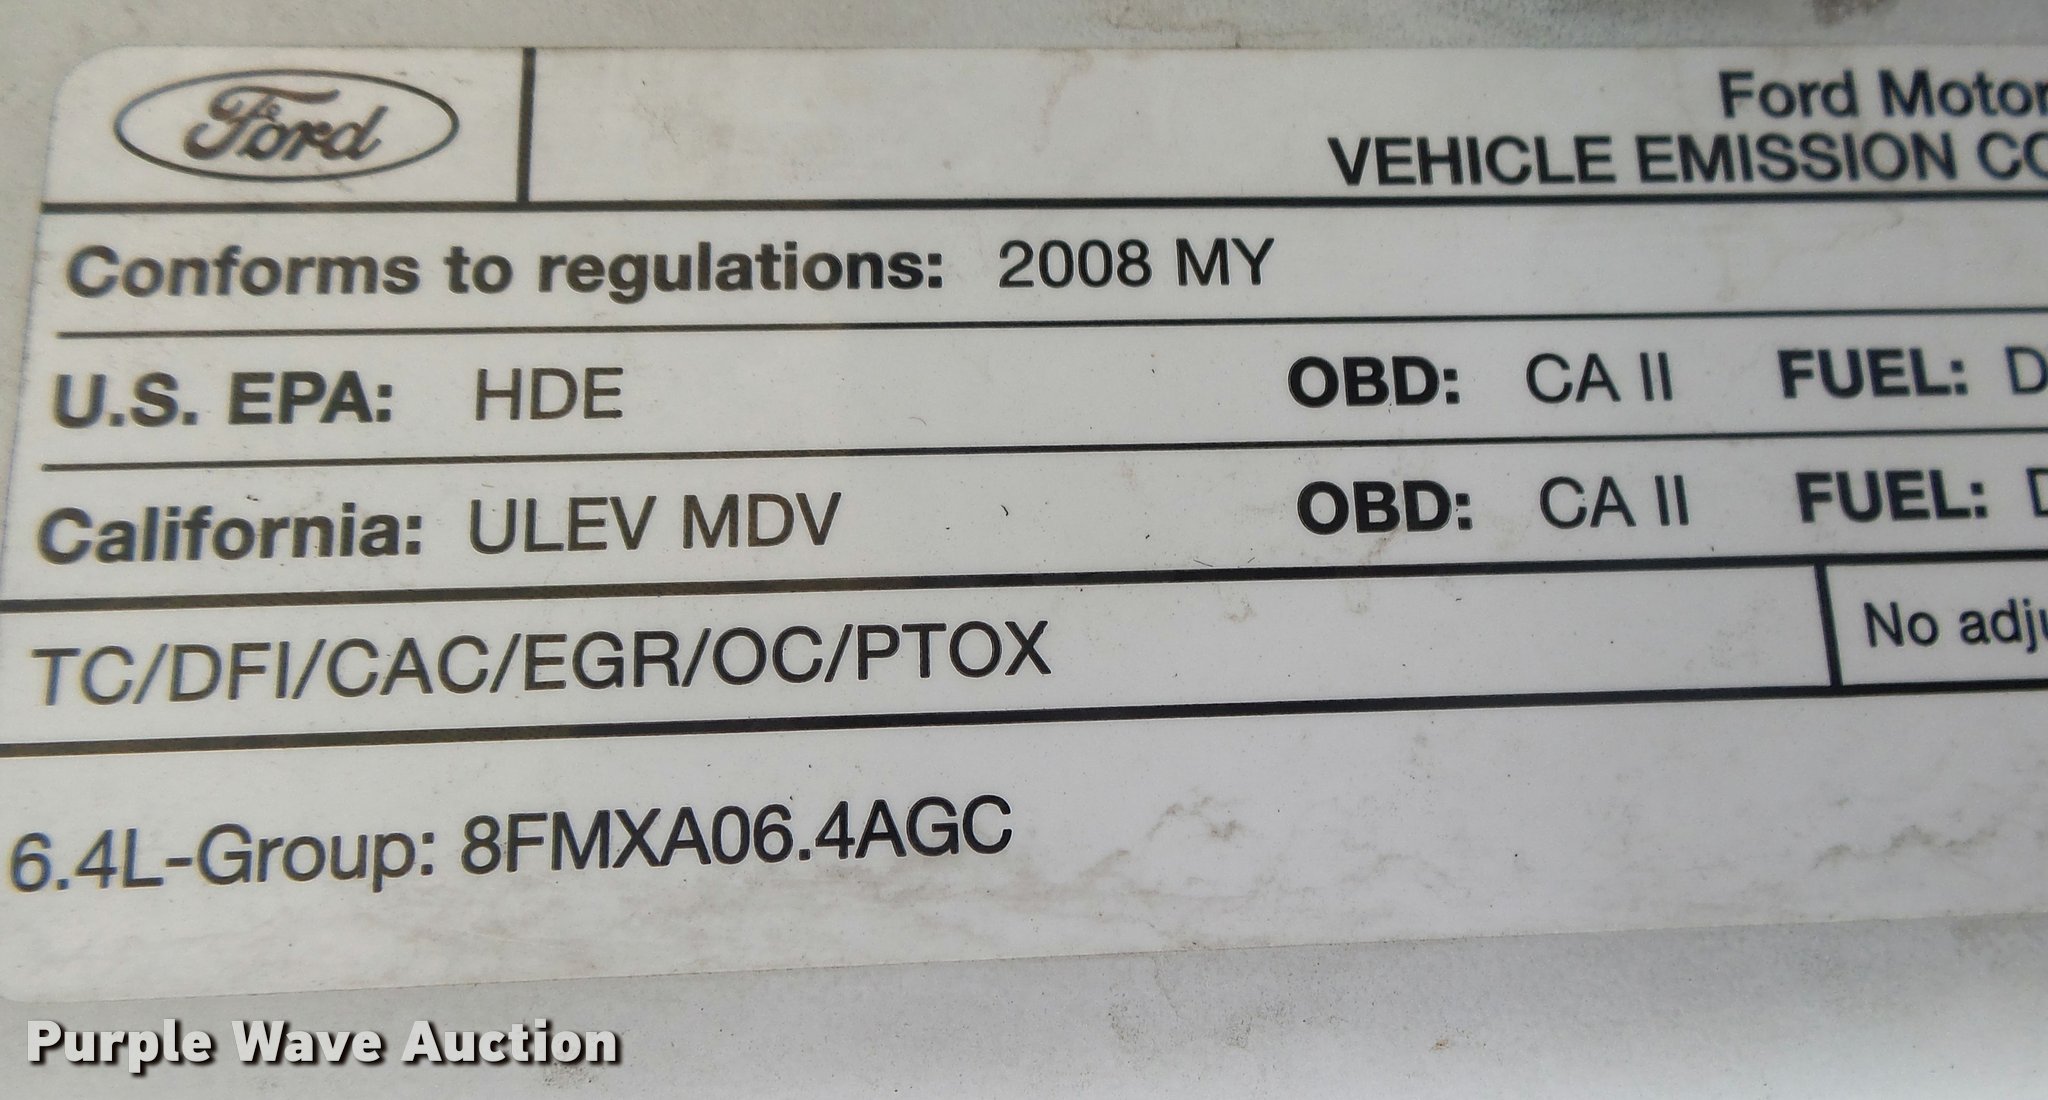 Ford
Ford Motor
VEHICLE EMISSION CO
Conforms to regulations: 2008 MY
U.S. EPA: HDE OBD: CA II FUEL: D
California: ULEV MDV OBD: CA II FUEL: D
TC/DFI/CAC/EGR/OC/PTOX No adju
6.4L-Group: 8FMXA06.4AGC
Purple Wave Auction